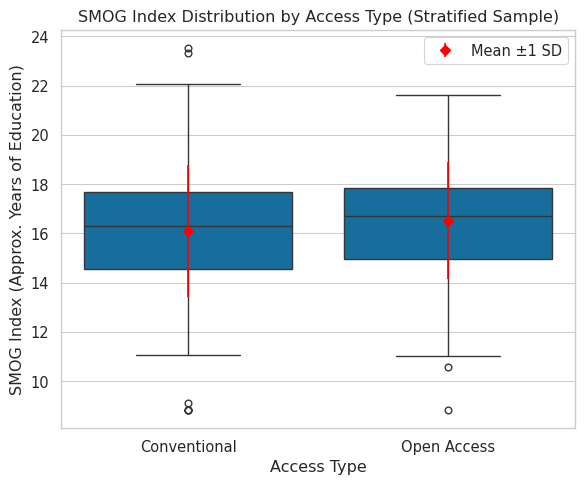 SMOG Index Distribution by Access Type (Stratified Sample)
Mean ±1 SD
SMOG Index (Approx. Years of Education)
24
22
20
18
16
14
12
10
Conventional
Open Access
Access Type